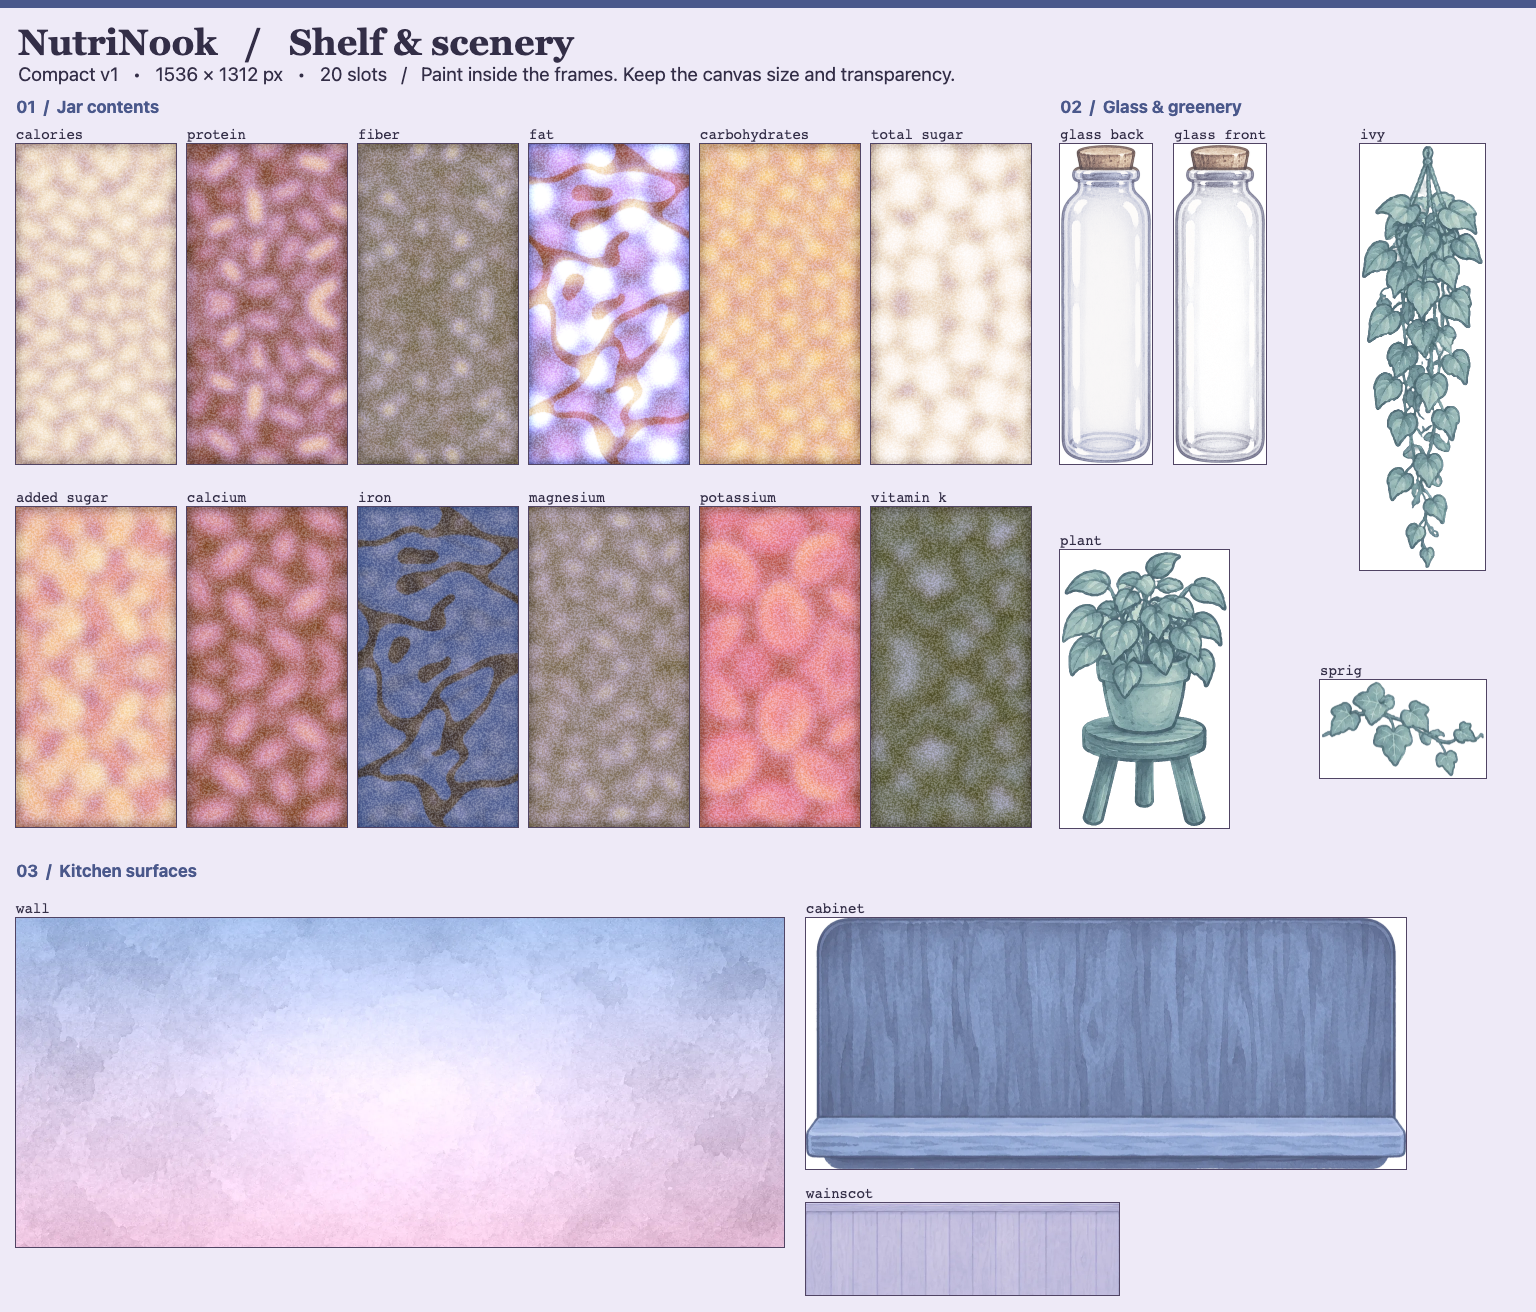 NutriNook / Shelf & scenery
Compact v1 • 1536 × 1312 px • 20 slots / Paint inside the frames. Keep the canvas size and transparency.
01 / Jar contents
02 / Glass & greenery
calories
protein
fiber
fat
carbohydrates
total sugar
glass back
glass front
ivy
added sugar
calcium
iron
magnesium
potassium
vitamin k
plant
sprig
03 / Kitchen surfaces
wall
cabinet
wainscot